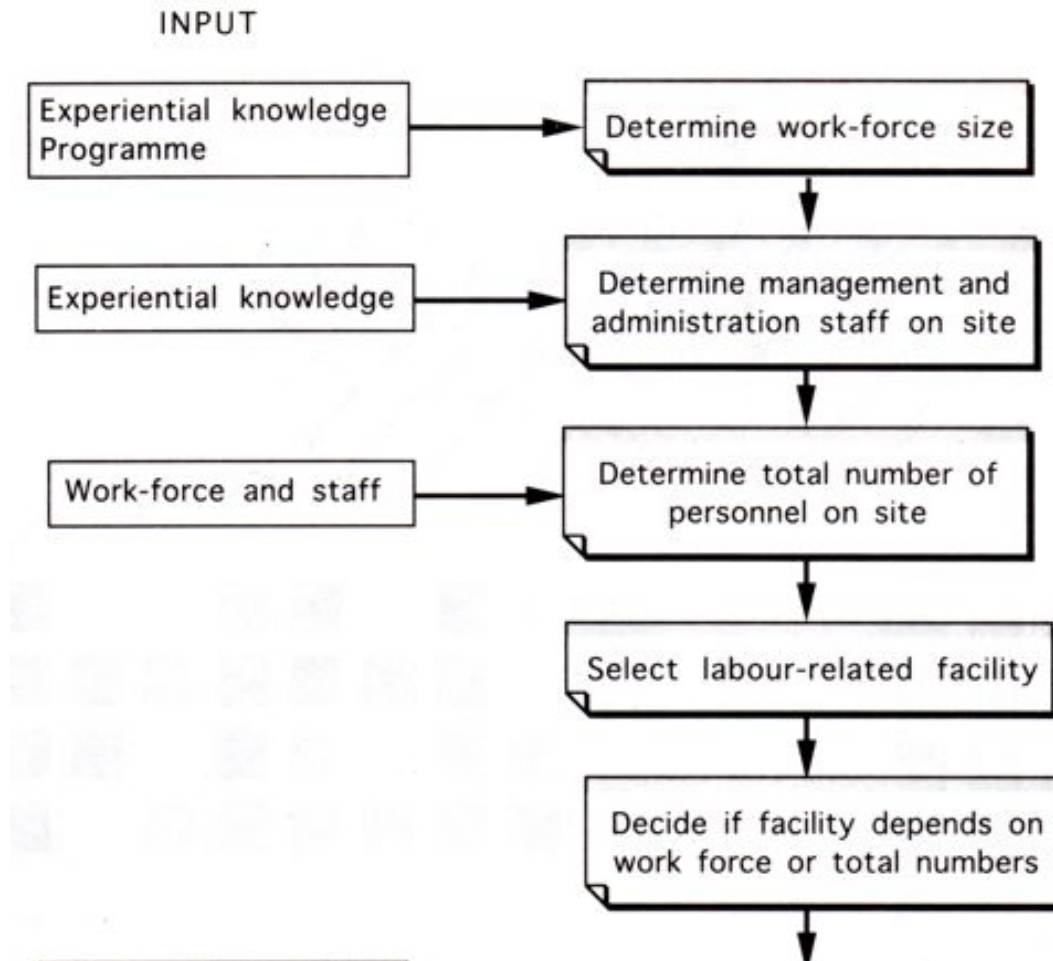 INPUT
Experiential knowledge
Programme
Determine work-force size
Experiential knowledge
Determine management and
administration staff on site
Work-force and staff
Determine total number of
personnel on site
Select labour-related facility
Decide if facility depends on
work force or total numbers